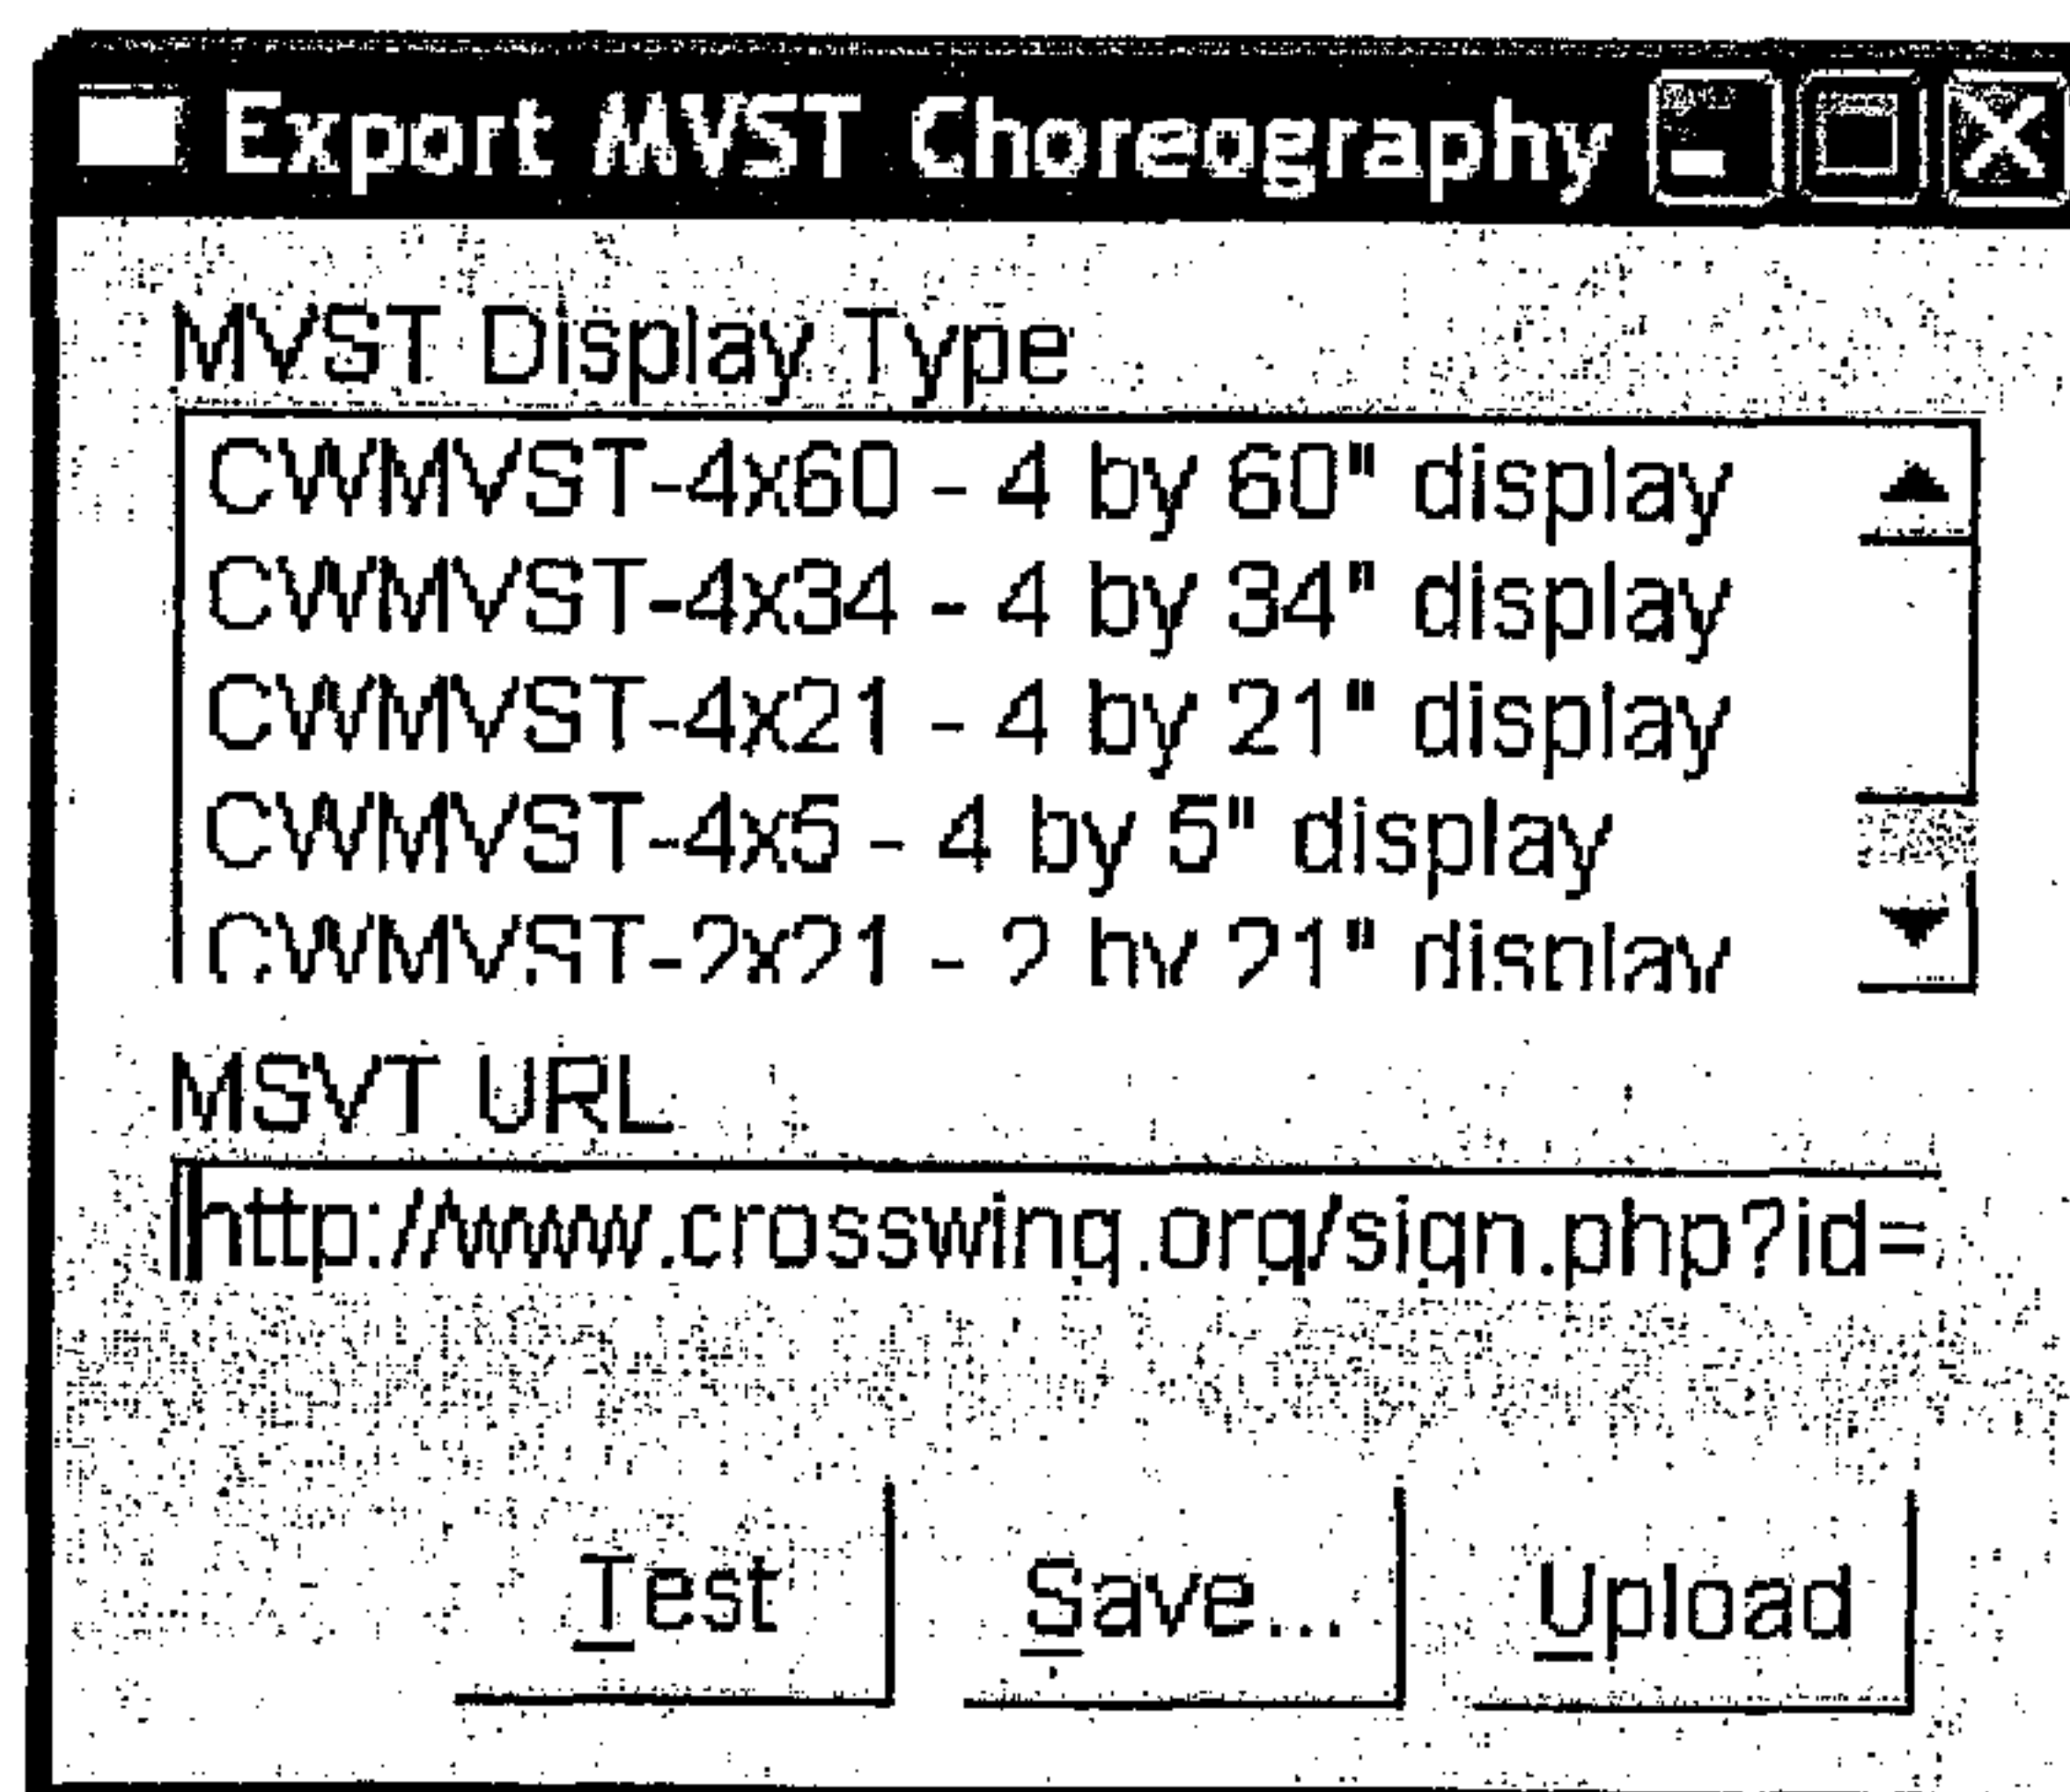 Export MVST Choreography
MVST Display Type
CWMVST-4x60 - 4 by 60" display
CWMVST-4x34 - 4 by 34" display
CWMVST-4x21 - 4 by 21" display
CWMVST-4x5 - 4 by 5" display
CWMVST-2x21 - 2 by 21" display
MSVT URL
http://www.crosswing.org/sign.php?id=
Test Save... Upload